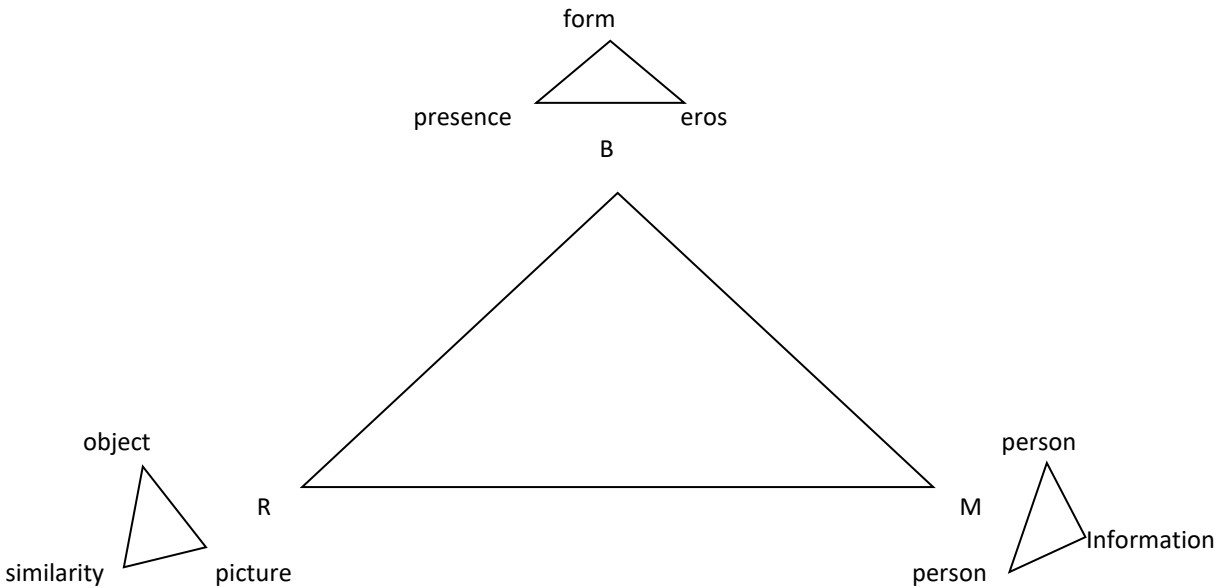 form
presence
eros
B
object
person
R
M
Information
similarity
picture
person